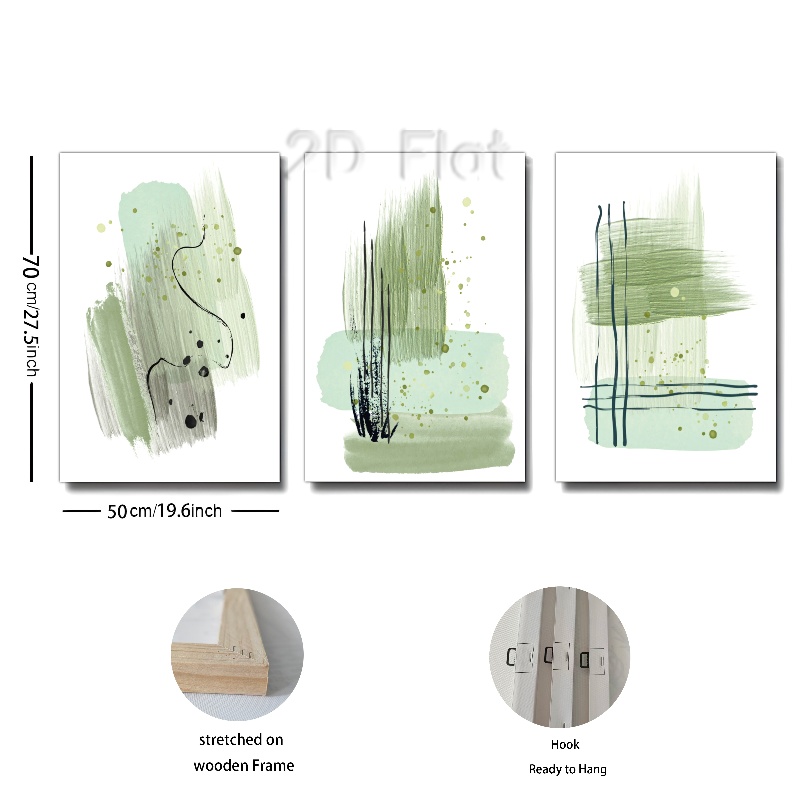 2D Flat
70 cm/27.5inch
50 cm/19.6inch
stretched on
wooden Frame
Hook
Ready to Hang